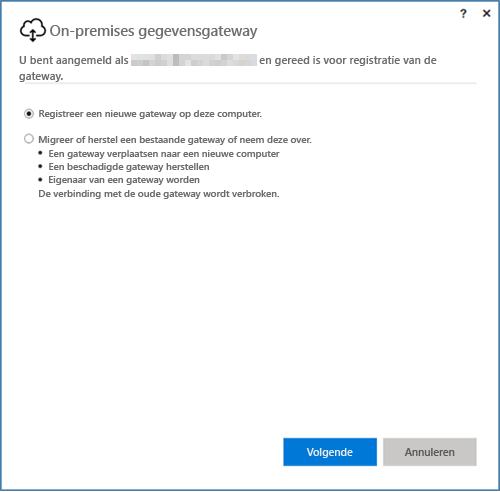 ? ✕
On-premises gegevensgateway
U bent aangemeld als en gereed is voor registratie van de
gateway.
Registreer een nieuwe gateway op deze computer.
Migreer of herstel een bestaande gateway of neem deze over.
• Een gateway verplaatsen naar een nieuwe computer
• Een beschadigde gateway herstellen
• Eigenaar van een gateway worden
De verbinding met de oude gateway wordt verbroken.
Volgende Annuleren